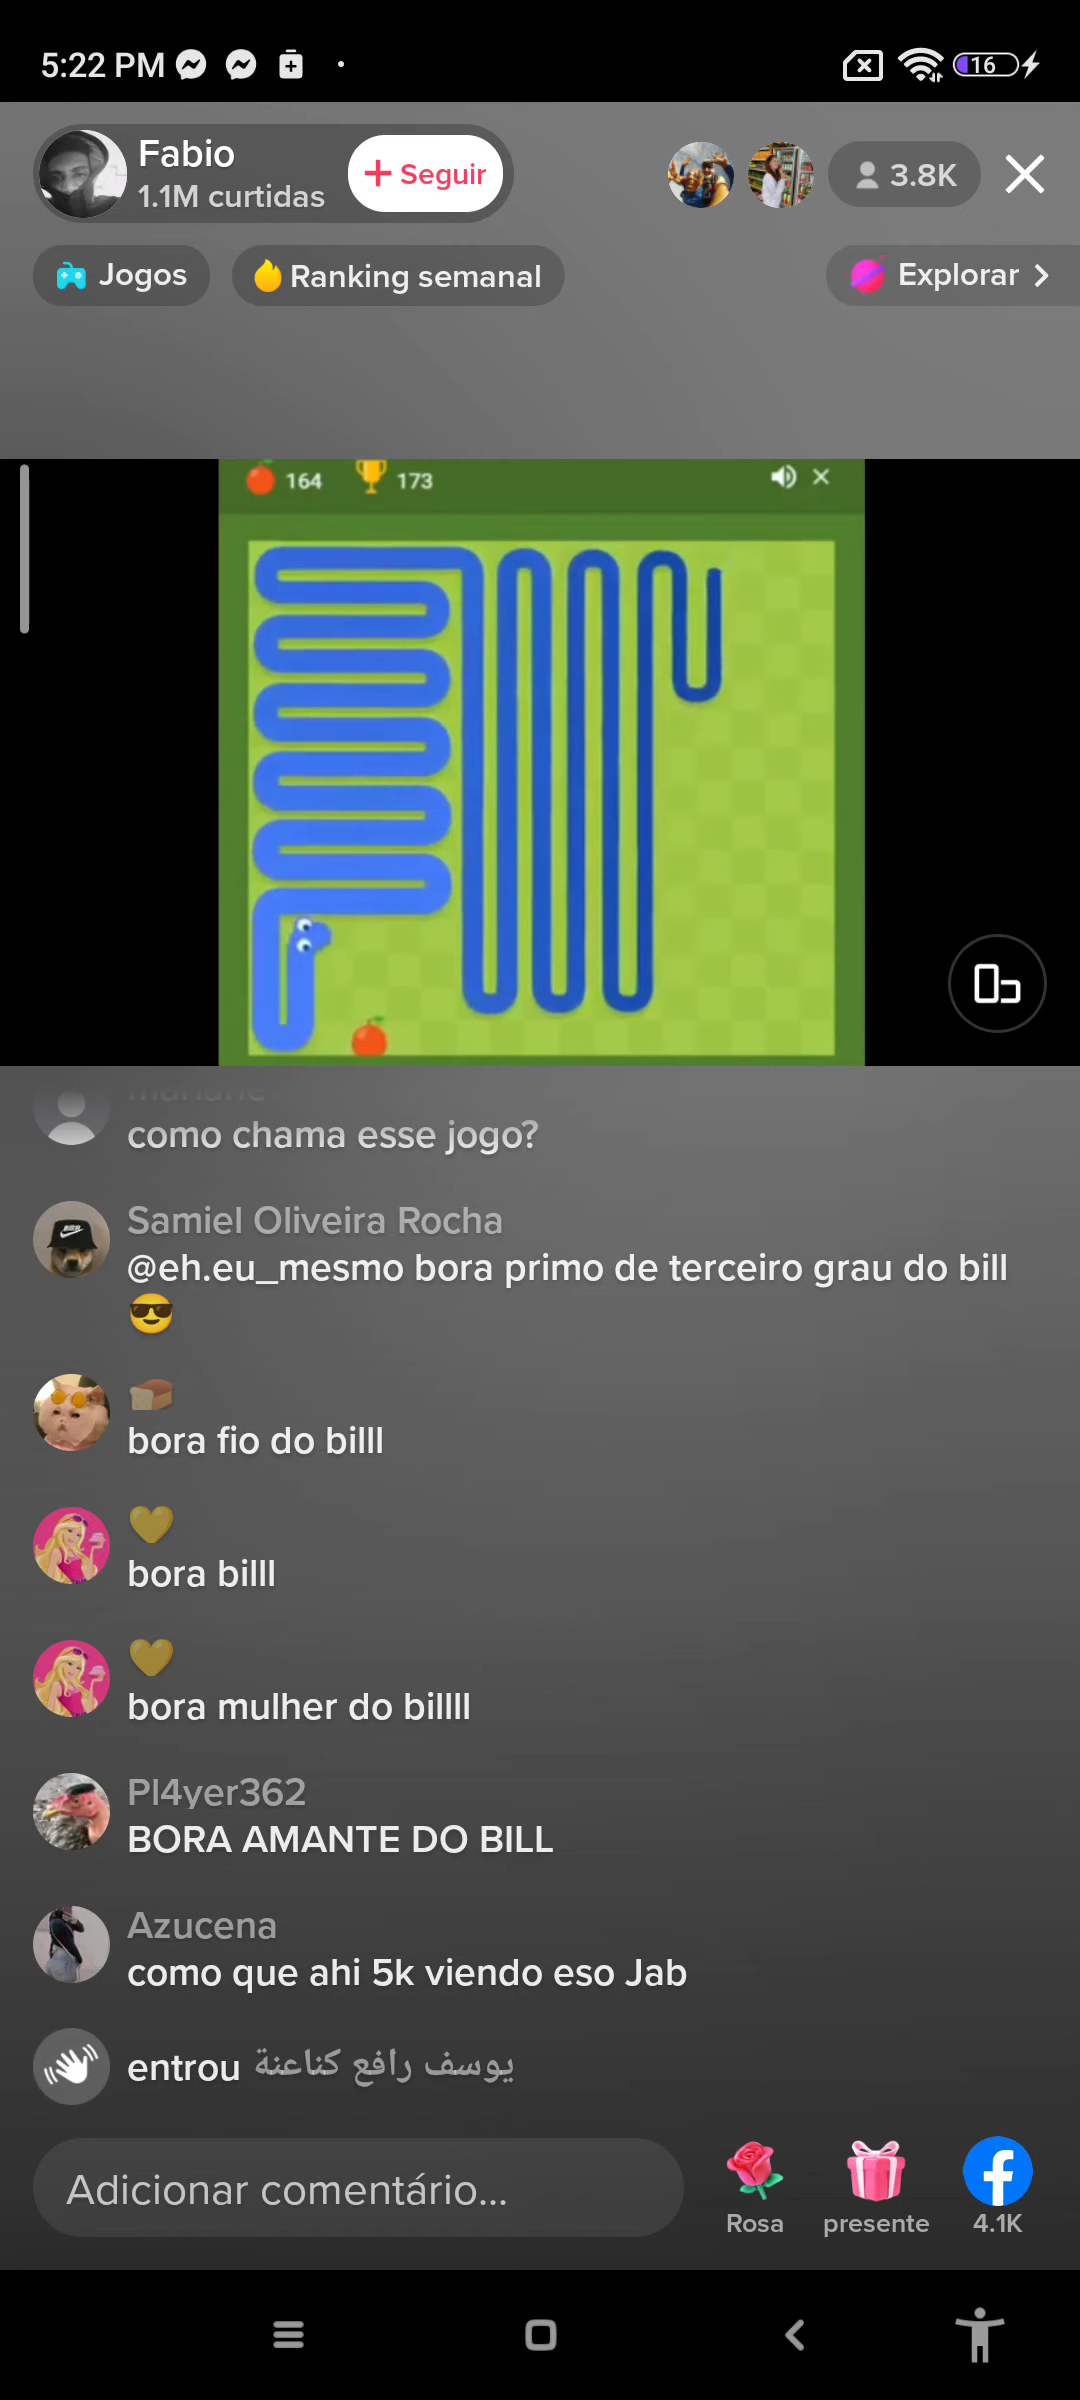 5:22 PM
16
Fabio
1.1M curtidas
+ Seguir
3.8K
Jogos
Ranking semanal
Explorar >
164
173
como chama esse jogo?
Samiel Oliveira Rocha
@eh.eu_mesmo bora primo de terceiro grau do bill
😎
🍞
bora fio do billl
💛
bora billl
💛
bora mulher do billll
Pl4yer362
BORA AMANTE DO BILL
Azucena
como que ahi 5k viendo eso Jab
entrou يوسف رافع كناعنة
Adicionar comentário...
Rosa
presente
4.1K